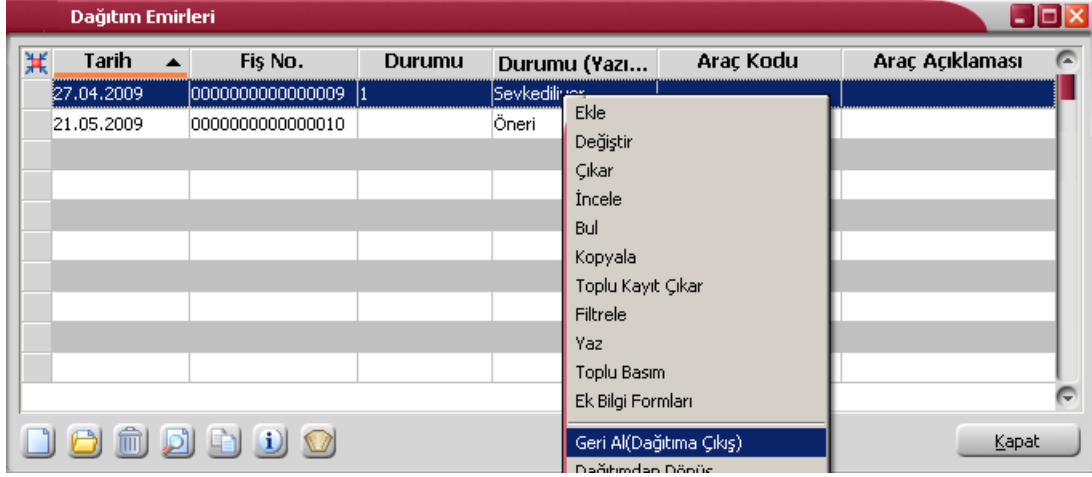 Dağıtım Emirleri
Tarih Fiş No. Durumu Durumu (Yazı... Araç Kodu Araç Açıklaması
27.04.2009 0000000000000009 1 Sevkediliyor
21.05.2009 0000000000000010 Öneri
Ekle
Değiştir
Çıkar
İncele
Bul
Kopyala
Toplu Kayıt Çıkar
Filtrele
Yaz
Toplu Basım
Ek Bilgi Formları
Geri Al(Dağıtıma Çıkış)
Dağıtımdan Dönüş
Kapat